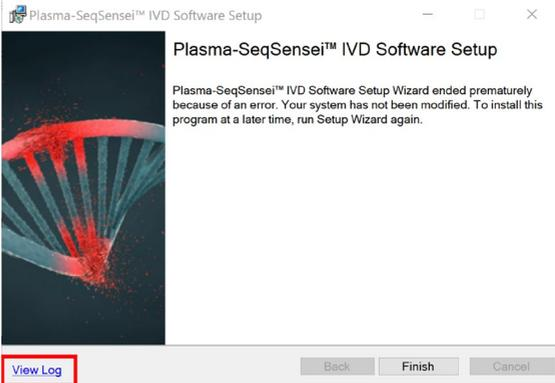 Plasma-SeqSensei™ IVD Software Setup
Plasma-SeqSensei™ IVD Software Setup
Plasma-SeqSensei™ IVD Software Setup Wizard ended prematurely
because of an error. Your system has not been modified. To install this
program at a later time, run Setup Wizard again.
View Log
Back
Finish
Cancel